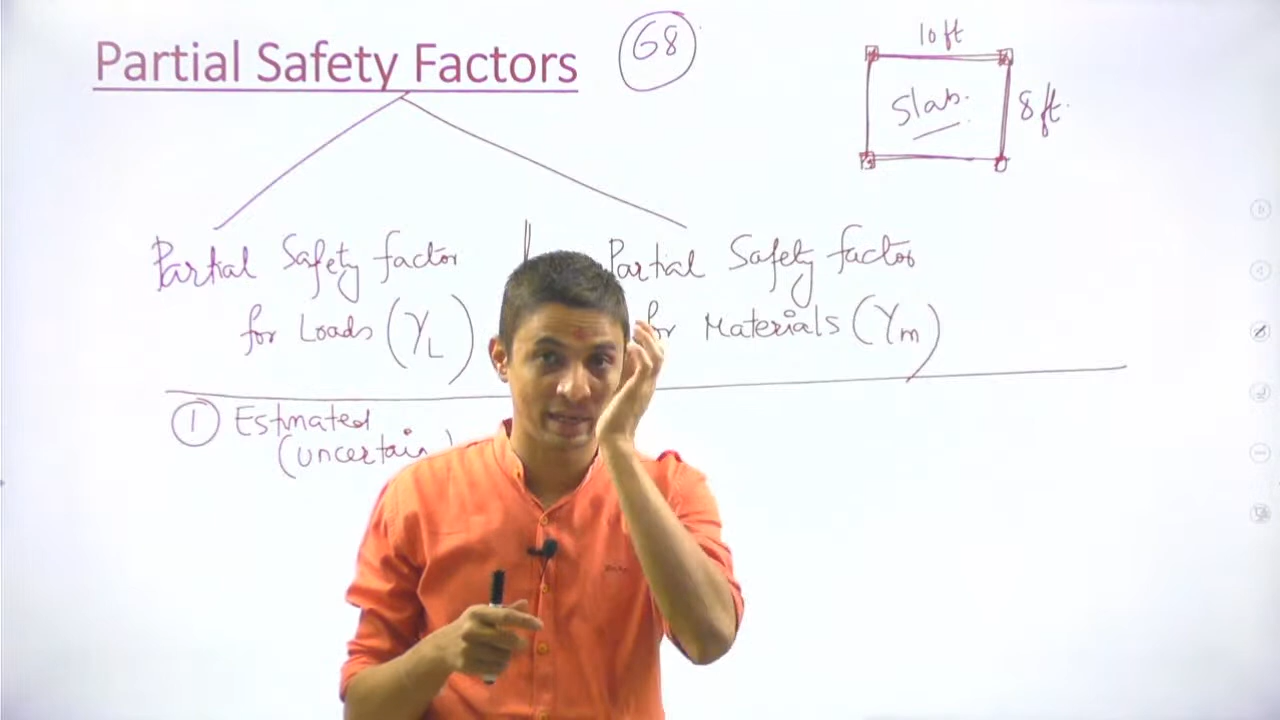 Partial Safety Factors
68
10 ft
Slab.
8 ft.
Partial Safety factor
for Loads (γL)
Partial Safety factor
for Materials (γm)
1 Estimated
(uncertain)